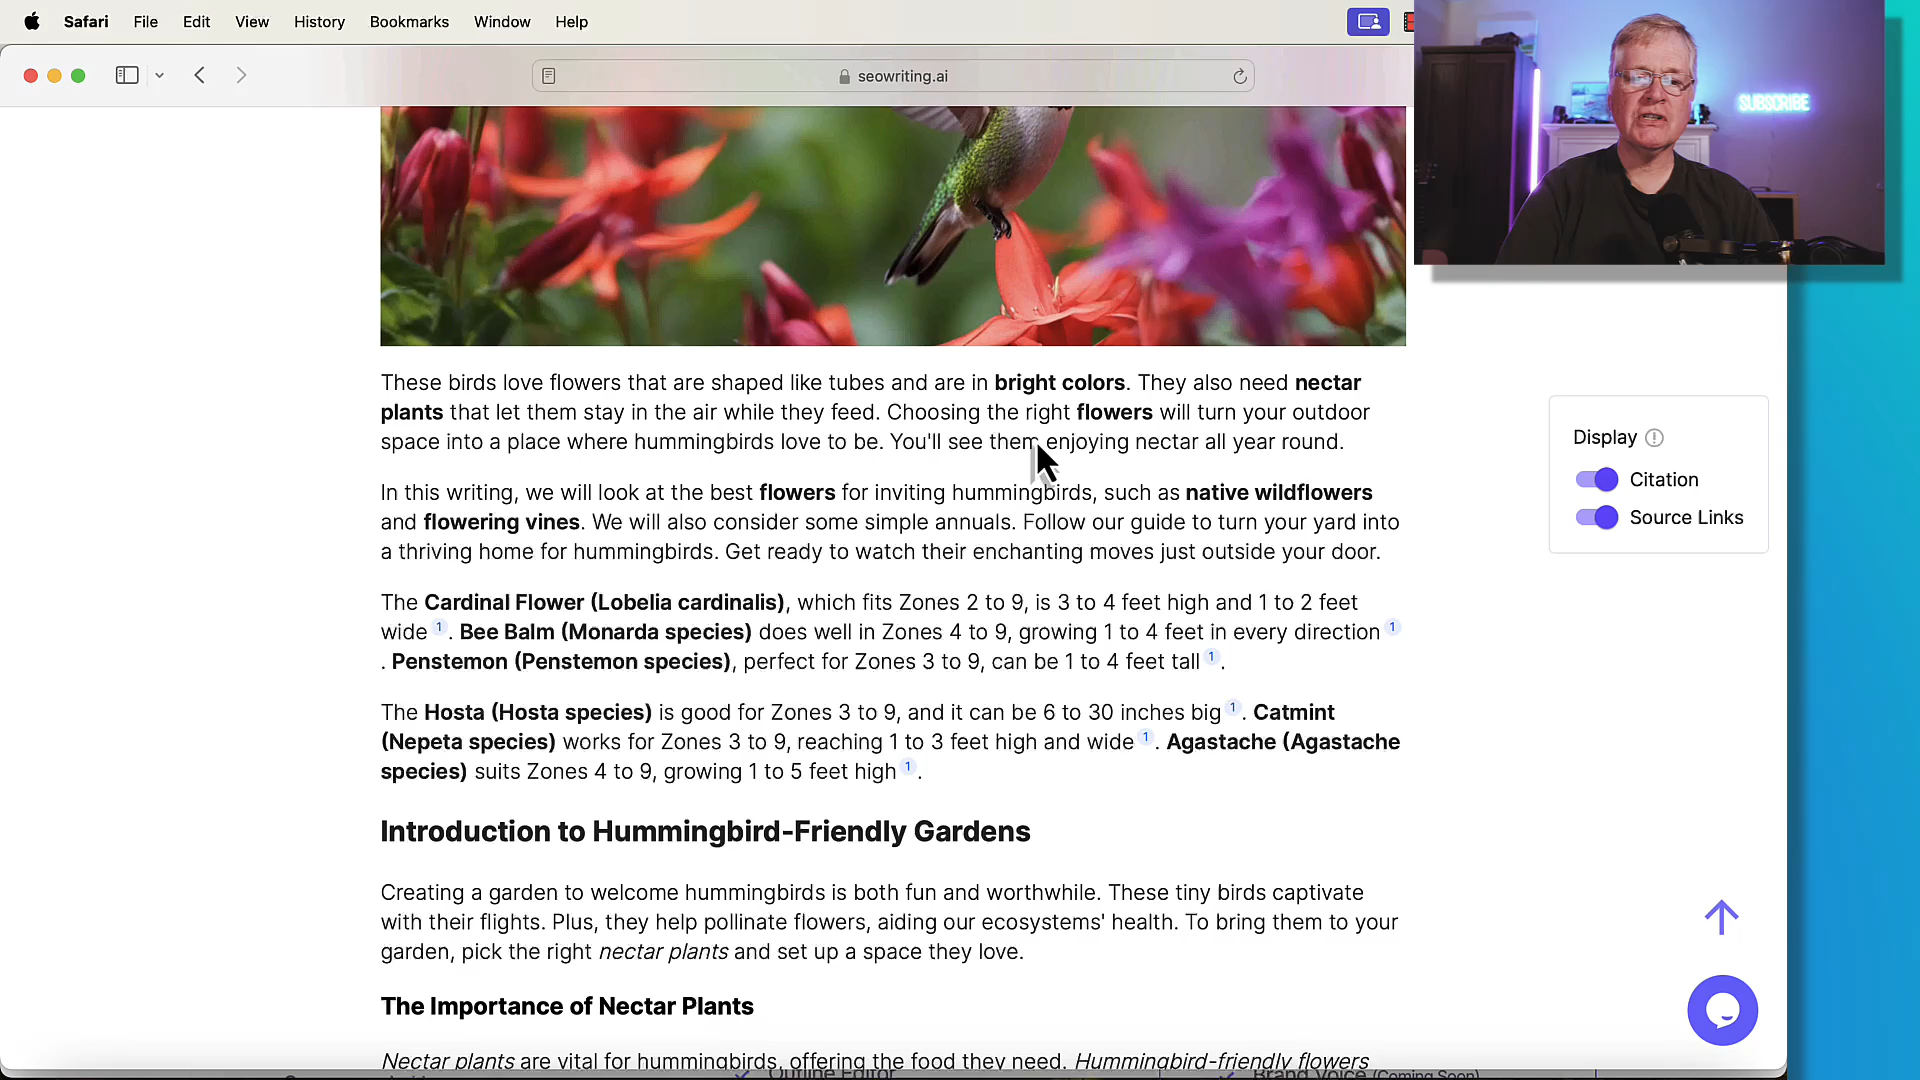 Safari File Edit View History Bookmarks Window Help
seowriting.ai
SUBSCRIBE
These birds love flowers that are shaped like tubes and are in bright colors. They also need nectar
plants that let them stay in the air while they feed. Choosing the right flowers will turn your outdoor
space into a place where hummingbirds love to be. You'll see them enjoying nectar all year round.
In this writing, we will look at the best flowers for inviting hummingbirds, such as native wildflowers
and flowering vines. We will also consider some simple annuals. Follow our guide to turn your yard into
a thriving home for hummingbirds. Get ready to watch their enchanting moves just outside your door.
The Cardinal Flower (Lobelia cardinalis), which fits Zones 2 to 9, is 3 to 4 feet high and 1 to 2 feet
wide 1 . Bee Balm (Monarda species) does well in Zones 4 to 9, growing 1 to 4 feet in every direction 1
. Penstemon (Penstemon species), perfect for Zones 3 to 9, can be 1 to 4 feet tall 1 .
The Hosta (Hosta species) is good for Zones 3 to 9, and it can be 6 to 30 inches big 1 . Catmint
(Nepeta species) works for Zones 3 to 9, reaching 1 to 3 feet high and wide 1 . Agastache (Agastache
species) suits Zones 4 to 9, growing 1 to 5 feet high 1 .
Introduction to Hummingbird-Friendly Gardens
Creating a garden to welcome hummingbirds is both fun and worthwhile. These tiny birds captivate
with their flights. Plus, they help pollinate flowers, aiding our ecosystems' health. To bring them to your
garden, pick the right nectar plants and set up a space they love.
The Importance of Nectar Plants
Nectar plants are vital for hummingbirds, offering the food they need. Hummingbird-friendly flowers
Display
Citation
Source Links
Outline Editor
Brand Voice (Coming Soon)